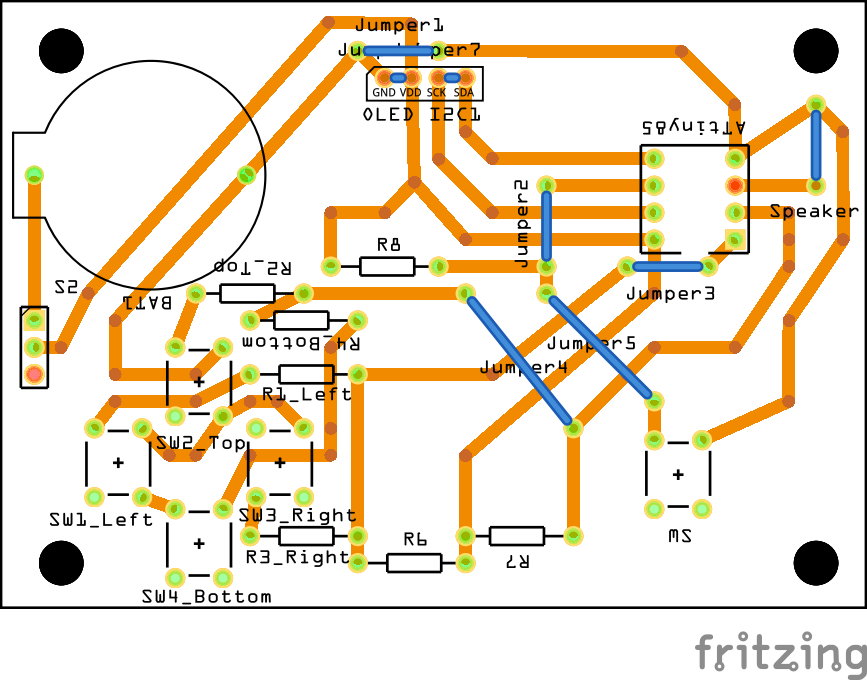 Jumper1
Jumper7
GND VDD SCK SDA
OLED I2C1
ATtiny85
Jumper2
Speaker
R8
R2_Top
S2
BAT1
Jumper3
R4_Bottom
Jumper5
Jumper4
R1_Left
SW2_Top
SW3_Right
SW1_Left
SW
R6
R7
R3_Right
SW4_Bottom
fritzing